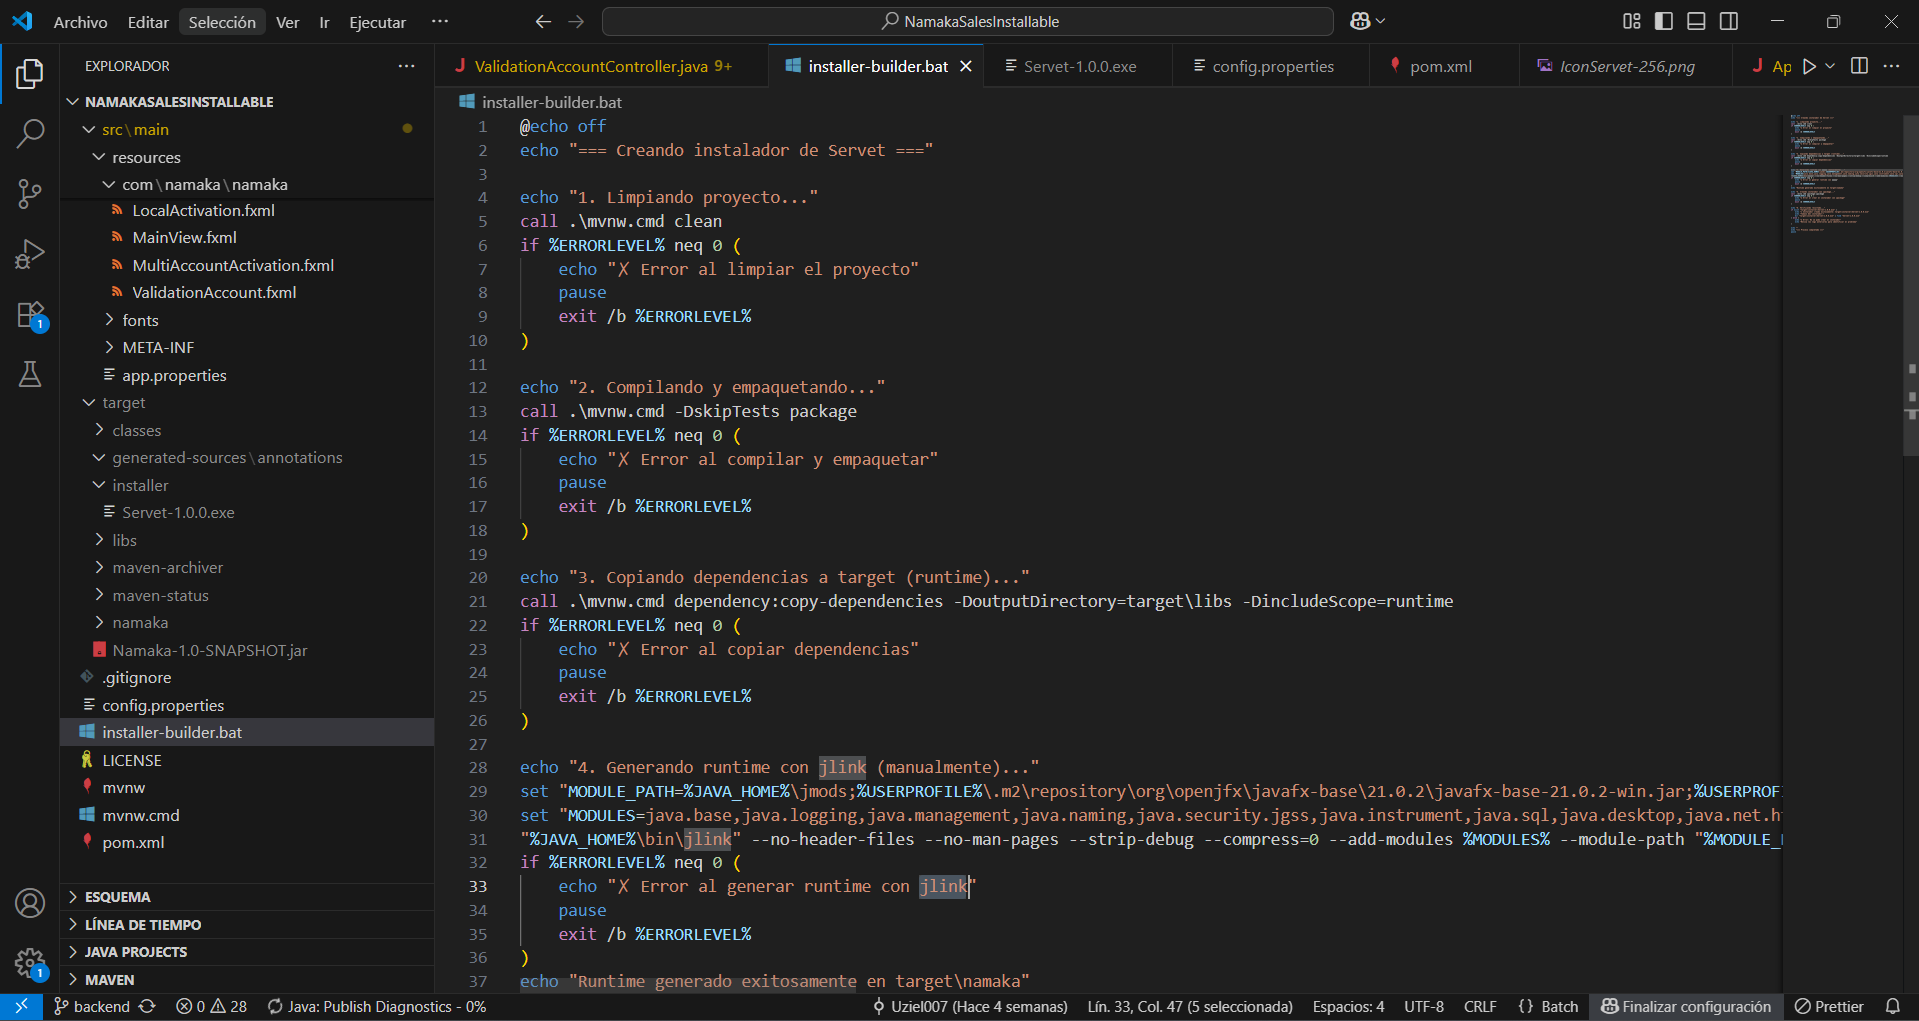 Archivo Editar Selección Ver Ir Ejecutar ··· NamakaSalesInstallable
EXPLORADOR
NAMAKASALESINSTALLABLE
src\main
resources
com\namaka\namaka
LocalActivation.fxml
MainView.fxml
MultiAccountActivation.fxml
ValidationAccount.fxml
fonts
META-INF
app.properties
target
classes
generated-sources\annotations
installer
Servet-1.0.0.exe
libs
maven-archiver
maven-status
namaka
Namaka-1.0-SNAPSHOT.jar
.gitignore
config.properties
installer-builder.bat
LICENSE
mvnw
mvnw.cmd
pom.xml
ESQUEMA
LÍNEA DE TIEMPO
JAVA PROJECTS
MAVEN
1
1
ValidationAccountController.java 9+ installer-builder.bat Servet-1.0.0.exe config.properties pom.xml IconServet-256.png Ap
installer-builder.bat
1 @echo off
2 echo "=== Creando instalador de Servet ==="
3
4 echo "1. Limpiando proyecto..."
5 call .\mvnw.cmd clean
6 if %ERRORLEVEL% neq 0 (
7 echo "✗ Error al limpiar el proyecto"
8 pause
9 exit /b %ERRORLEVEL%
10 )
11
12 echo "2. Compilando y empaquetando..."
13 call .\mvnw.cmd -DskipTests package
14 if %ERRORLEVEL% neq 0 (
15 echo "✗ Error al compilar y empaquetar"
16 pause
17 exit /b %ERRORLEVEL%
18 )
19
20 echo "3. Copiando dependencias a target (runtime)..."
21 call .\mvnw.cmd dependency:copy-dependencies -DoutputDirectory=target\libs -DincludeScope=runtime
22 if %ERRORLEVEL% neq 0 (
23 echo "✗ Error al copiar dependencias"
24 pause
25 exit /b %ERRORLEVEL%
26 )
27
28 echo "4. Generando runtime con jlink (manualmente)..."
29 set "MODULE_PATH=%JAVA_HOME%\jmods;%USERPROFILE%\.m2\repository\org\openjfx\javafx-base\21.0.2\javafx-base-21.0.2-win.jar;%USERPROF
30 set "MODULES=java.base,java.logging,java.management,java.naming,java.security.jgss,java.instrument,java.sql,java.desktop,java.net.h
31 "%JAVA_HOME%\bin\jlink" --no-header-files --no-man-pages --strip-debug --compress=0 --add-modules %MODULES% --module-path "%MODULE_
32 if %ERRORLEVEL% neq 0 (
33 echo "✗ Error al generar runtime con jlink"
34 pause
35 exit /b %ERRORLEVEL%
36 )
37 echo "Runtime generado exitosamente en target\namaka"
backend 0 28 Java: Publish Diagnostics - 0% Uziel007 (Hace 4 semanas) Lín. 33, Col. 47 (5 seleccionada) Espacios: 4 UTF-8 CRLF {} Batch Finalizar configuración Prettier